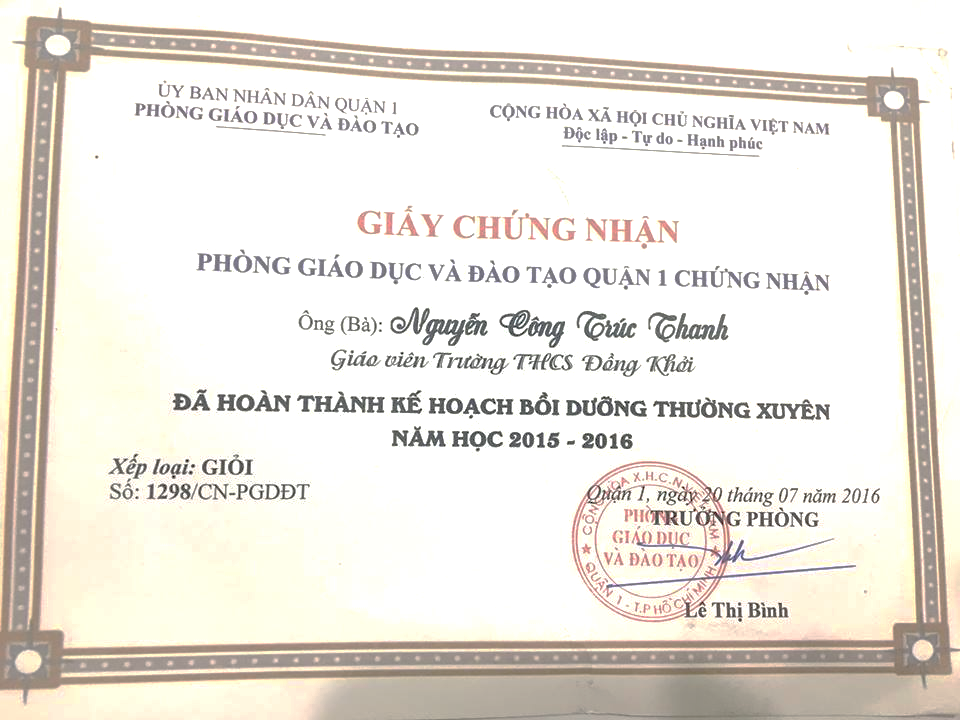 ỦY BAN NHÂN DÂN QUẬN 1
PHÒNG GIÁO DỤC VÀ ĐÀO TẠO
CỘNG HÒA XÃ HỘI CHỦ NGHĨA VIỆT NAM
Độc lập - Tự do - Hạnh phúc
GIẤY CHỨNG NHẬN
PHÒNG GIÁO DỤC VÀ ĐÀO TẠO QUẬN 1 CHỨNG NHẬN
Ông (Bà): Nguyễn Công Trúc Thanh
Giáo viên Trường THCS Đồng Khởi
ĐÃ HOÀN THÀNH KẾ HOẠCH BỒI DƯỠNG THƯỜNG XUYÊN
NĂM HỌC 2015 - 2016
Xếp loại: GIỎI
Số: 1298/CN-PGDĐT
Quận 1, ngày 20 tháng 07 năm 2016
TRƯỞNG PHÒNG
CỘNG HÒA X.H.C.N VIỆT NAM
PHÒNG
GIÁO DỤC
VÀ ĐÀO TẠO
QUẬN 1 - T.P HỒ CHÍ MINH
Lê Thị Bình